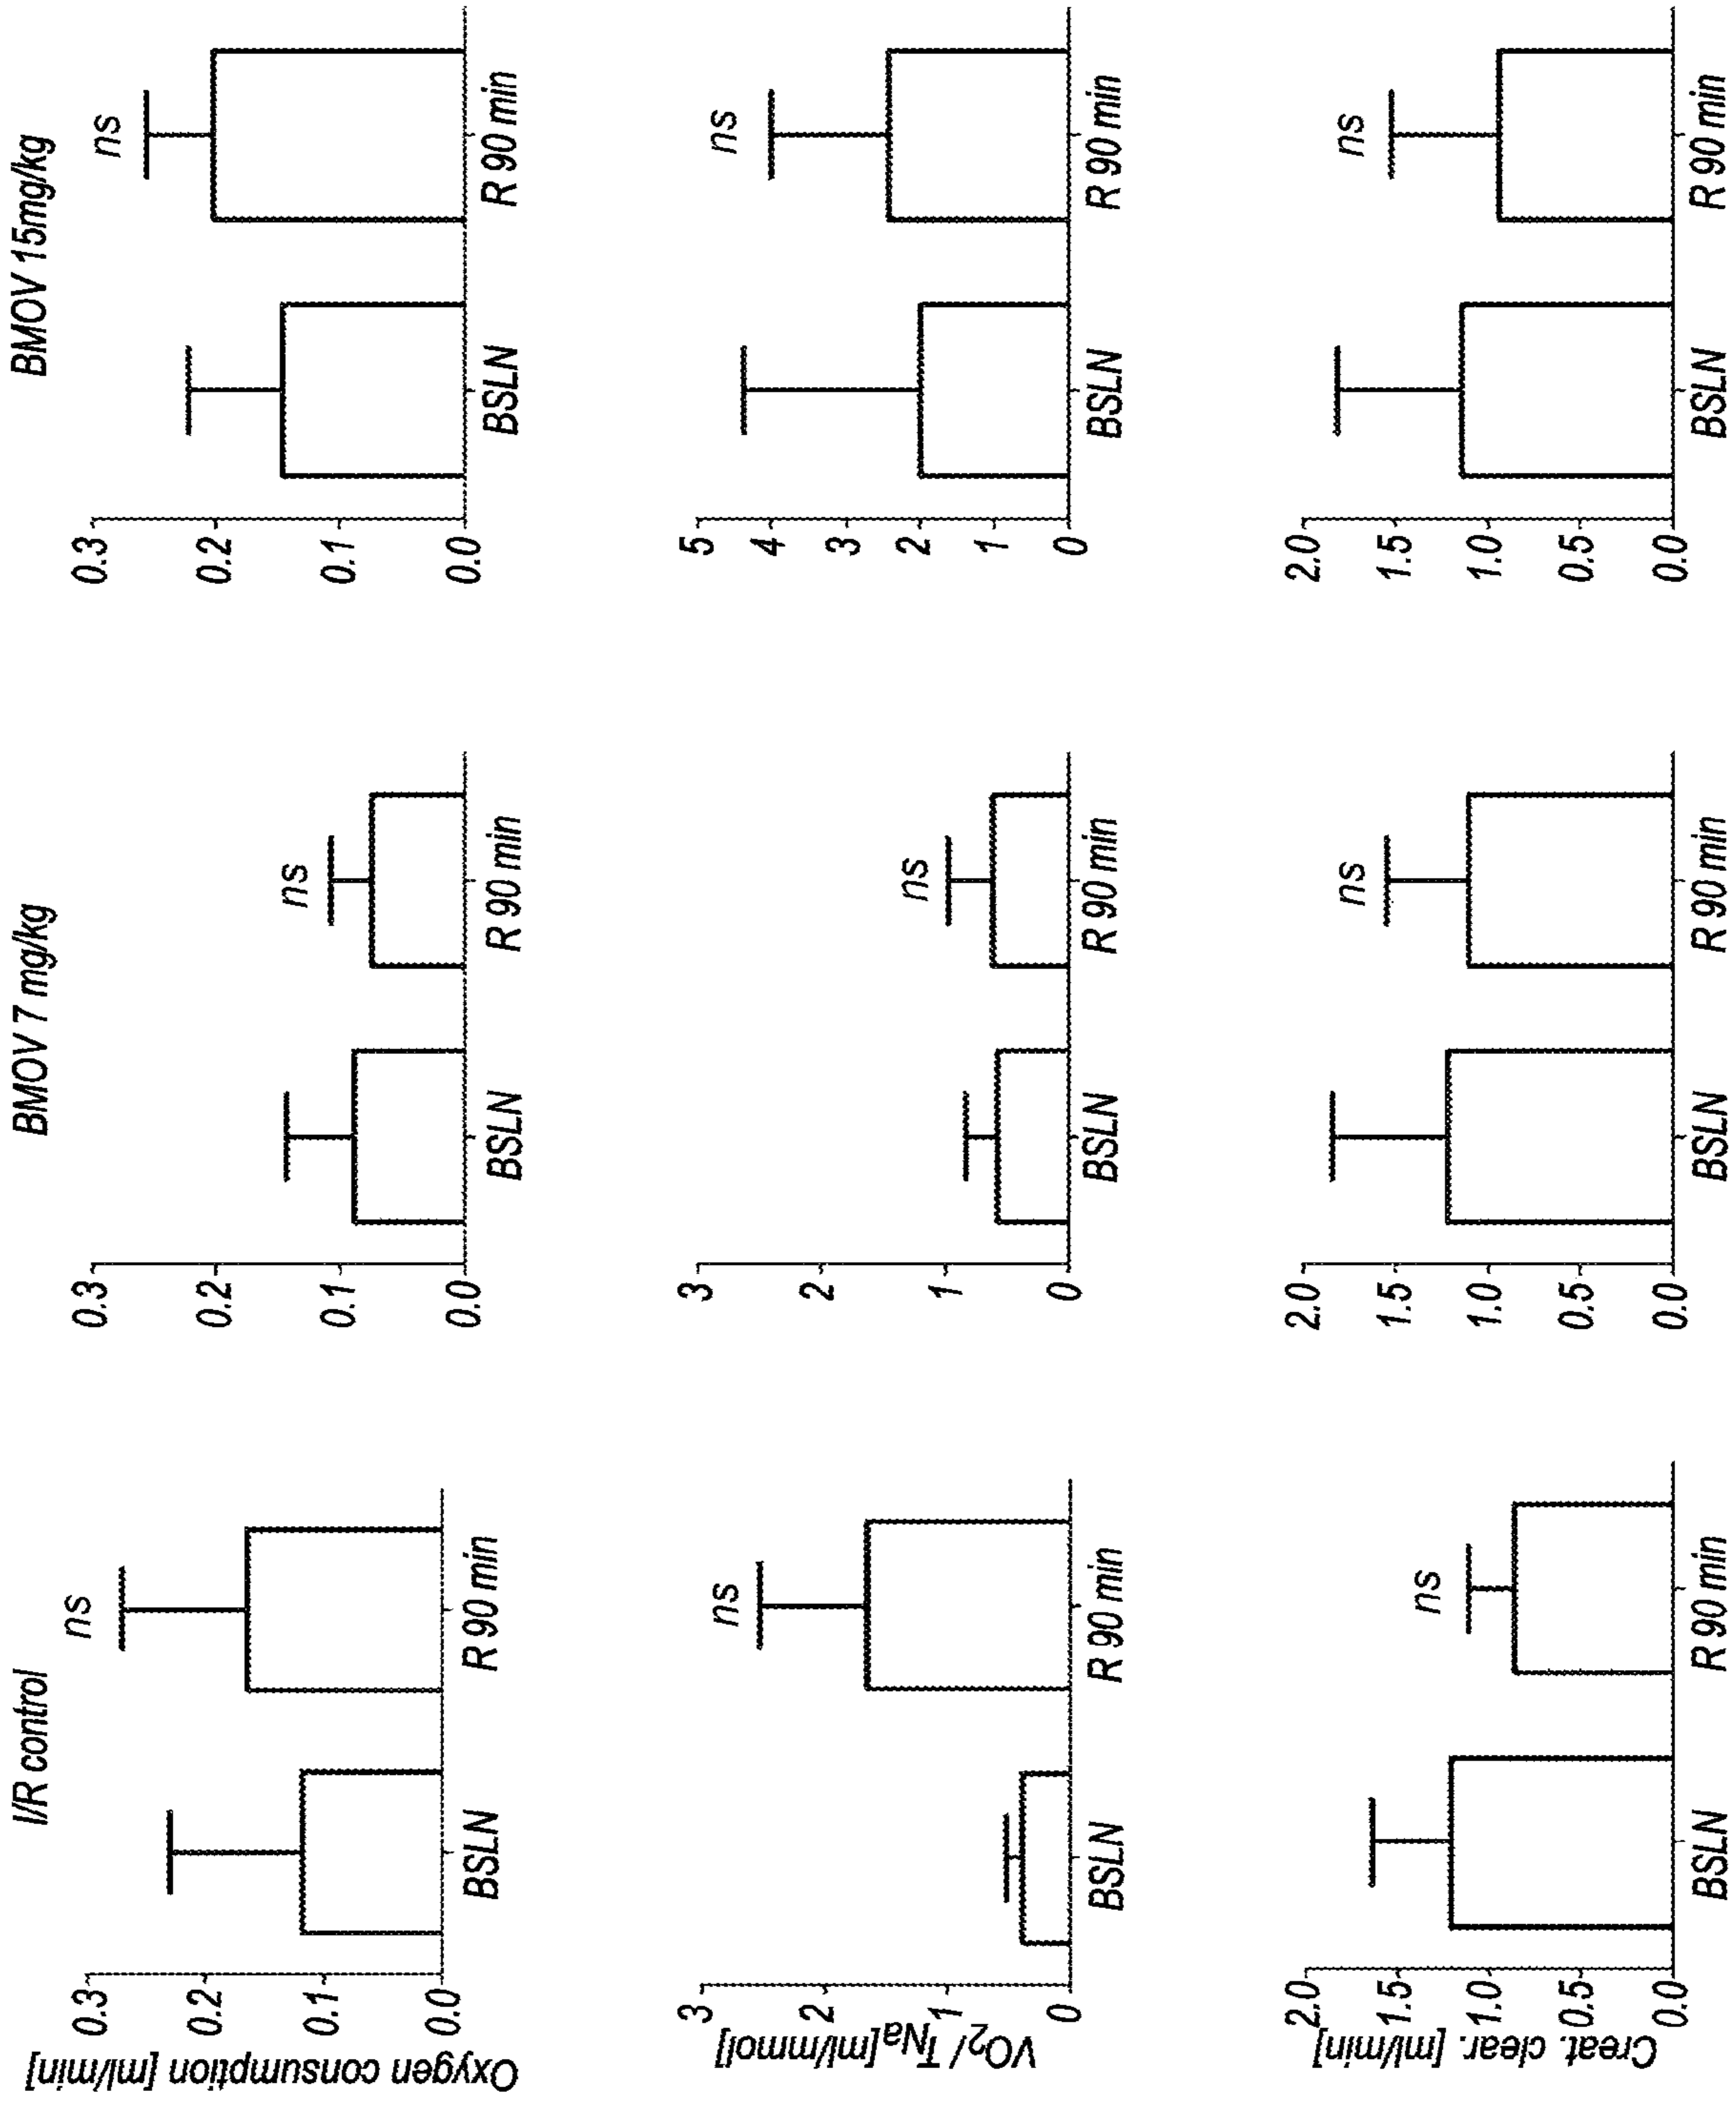 I/R control
BMOV 7 mg/kg
BMOV 15mg/kg
Oxygen consumption [ml/min]
0.3
0.2
0.1
0.0
ns
BSLN
R 90 min
0.3
0.2
0.1
0.0
ns
BSLN
R 90 min
0.3
0.2
0.1
0.0
ns
BSLN
R 90 min
VO2/TNa[ml/mmol]
3
2
1
0
ns
BSLN
R 90 min
3
2
1
0
ns
BSLN
R 90 min
5
4
3
2
1
0
ns
BSLN
R 90 min
Creat. clear. [ml/min]
2.0
1.5
1.0
0.5
0.0
ns
BSLN
R 90 min
2.0
1.5
1.0
0.5
0.0
ns
BSLN
R 90 min
2.0
1.5
1.0
0.5
0.0
ns
BSLN
R 90 min